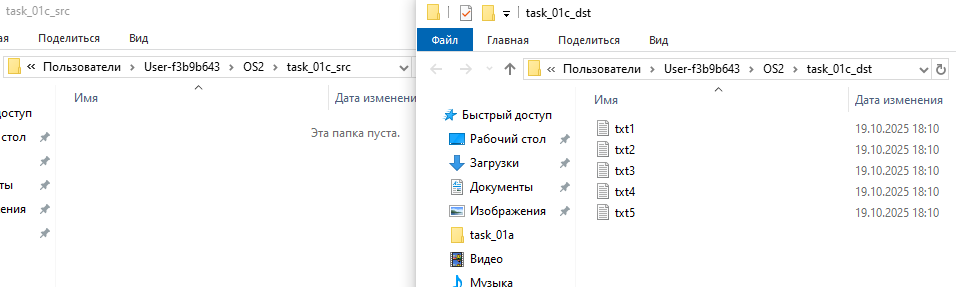 task_01c_src
Поделиться Вид
« Пользователи › User-f3b9b643 › OS2 › task_01c_src
Имя Дата изменени
Эта папка пуста.
доступ
стол
ты
ения
task_01c_dst
Файл Главная Поделиться Вид
« Пользователи › User-f3b9b643 › OS2 › task_01c_dst
Быстрый доступ
Рабочий стол
Загрузки
Документы
Изображения
task_01a
Видео
Музыка
Имя Дата изменения
txt1 19.10.2025 18:10
txt2 19.10.2025 18:10
txt3 19.10.2025 18:10
txt4 19.10.2025 18:10
txt5 19.10.2025 18:10